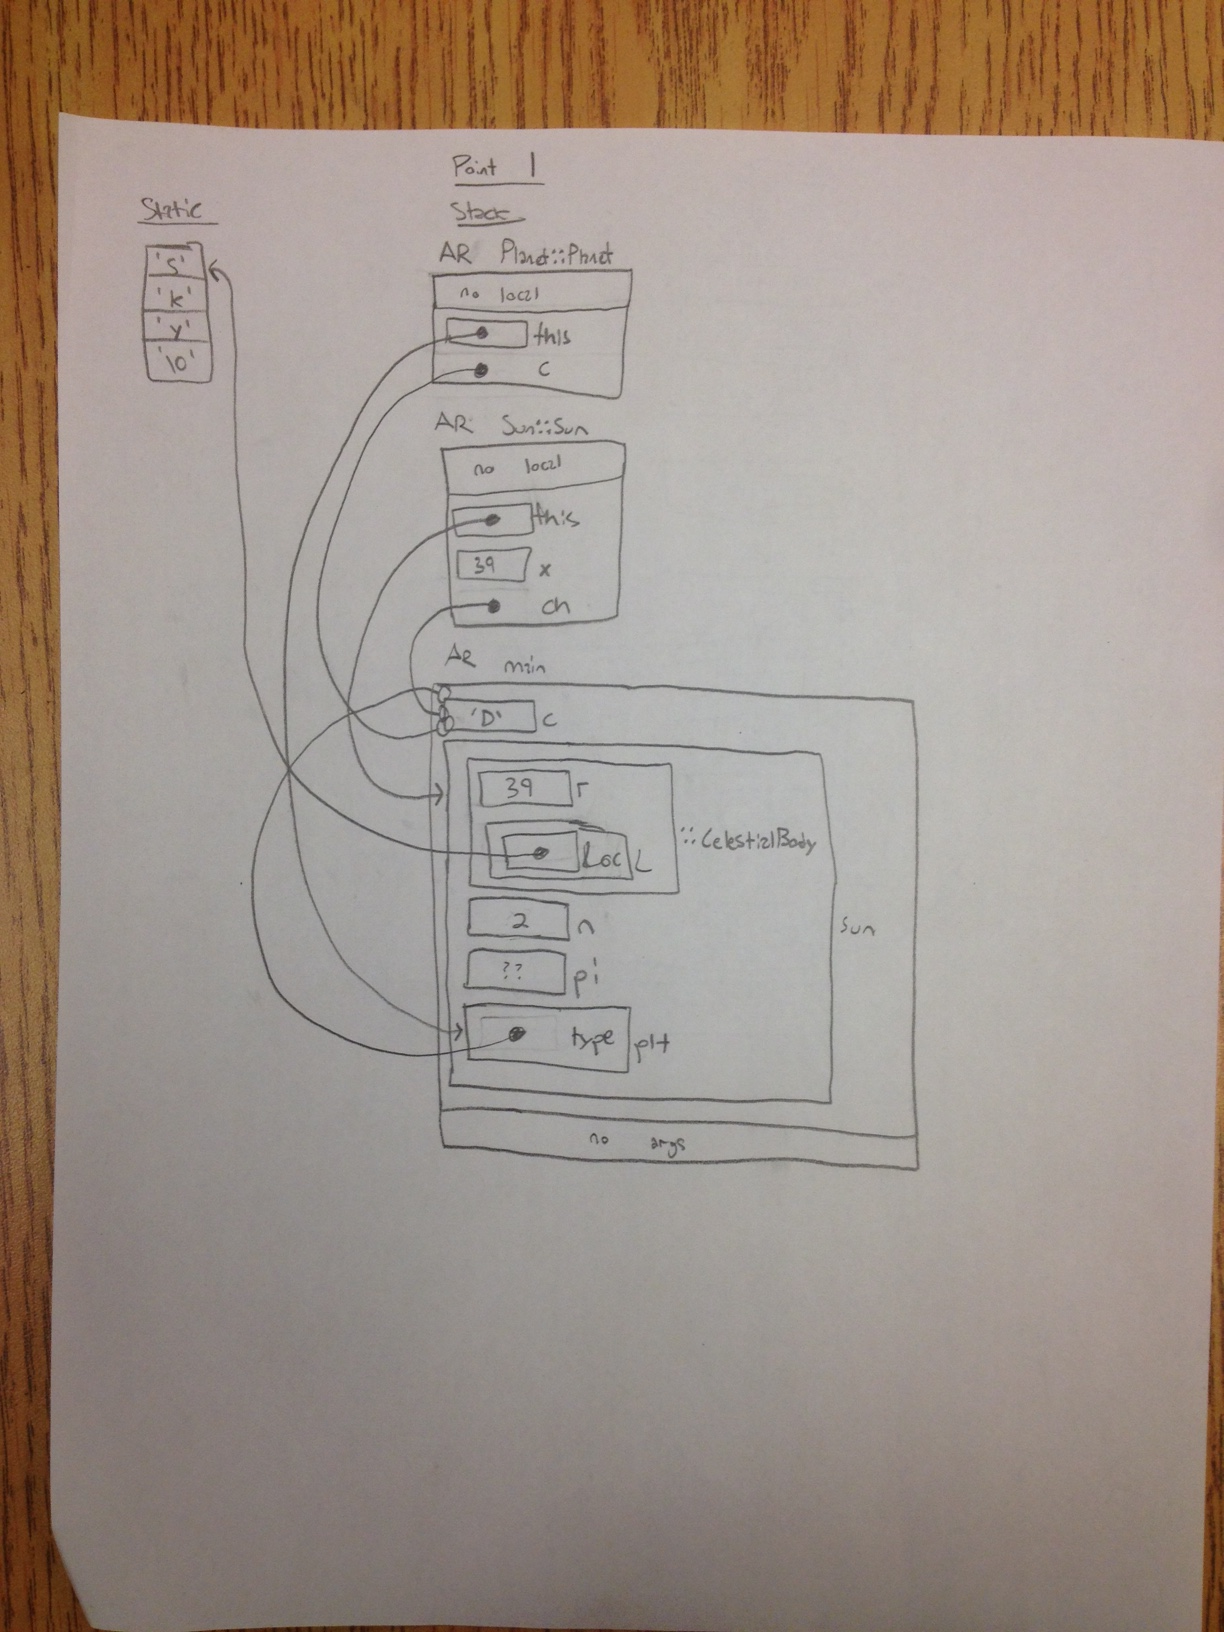 Point 1
Static
Stack
's'
'k'
'y'
'\0'
AR Planet::Planet
no local
this
c
AR Sun::Sun
no local
this
39 x
ch
AR main
'D' c
39 r
Loc L
::CelestialBody
2 n
?? pi
type plt
sun
no args